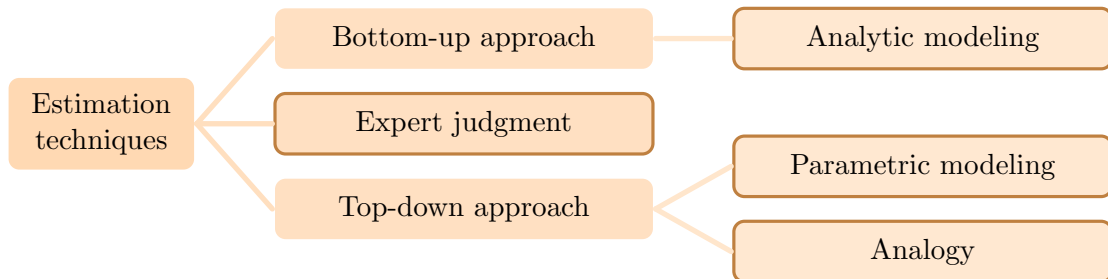 Estimation
techniques
Bottom-up approach
Expert judgment
Top-down approach
Analytic modeling
Parametric modeling
Analogy